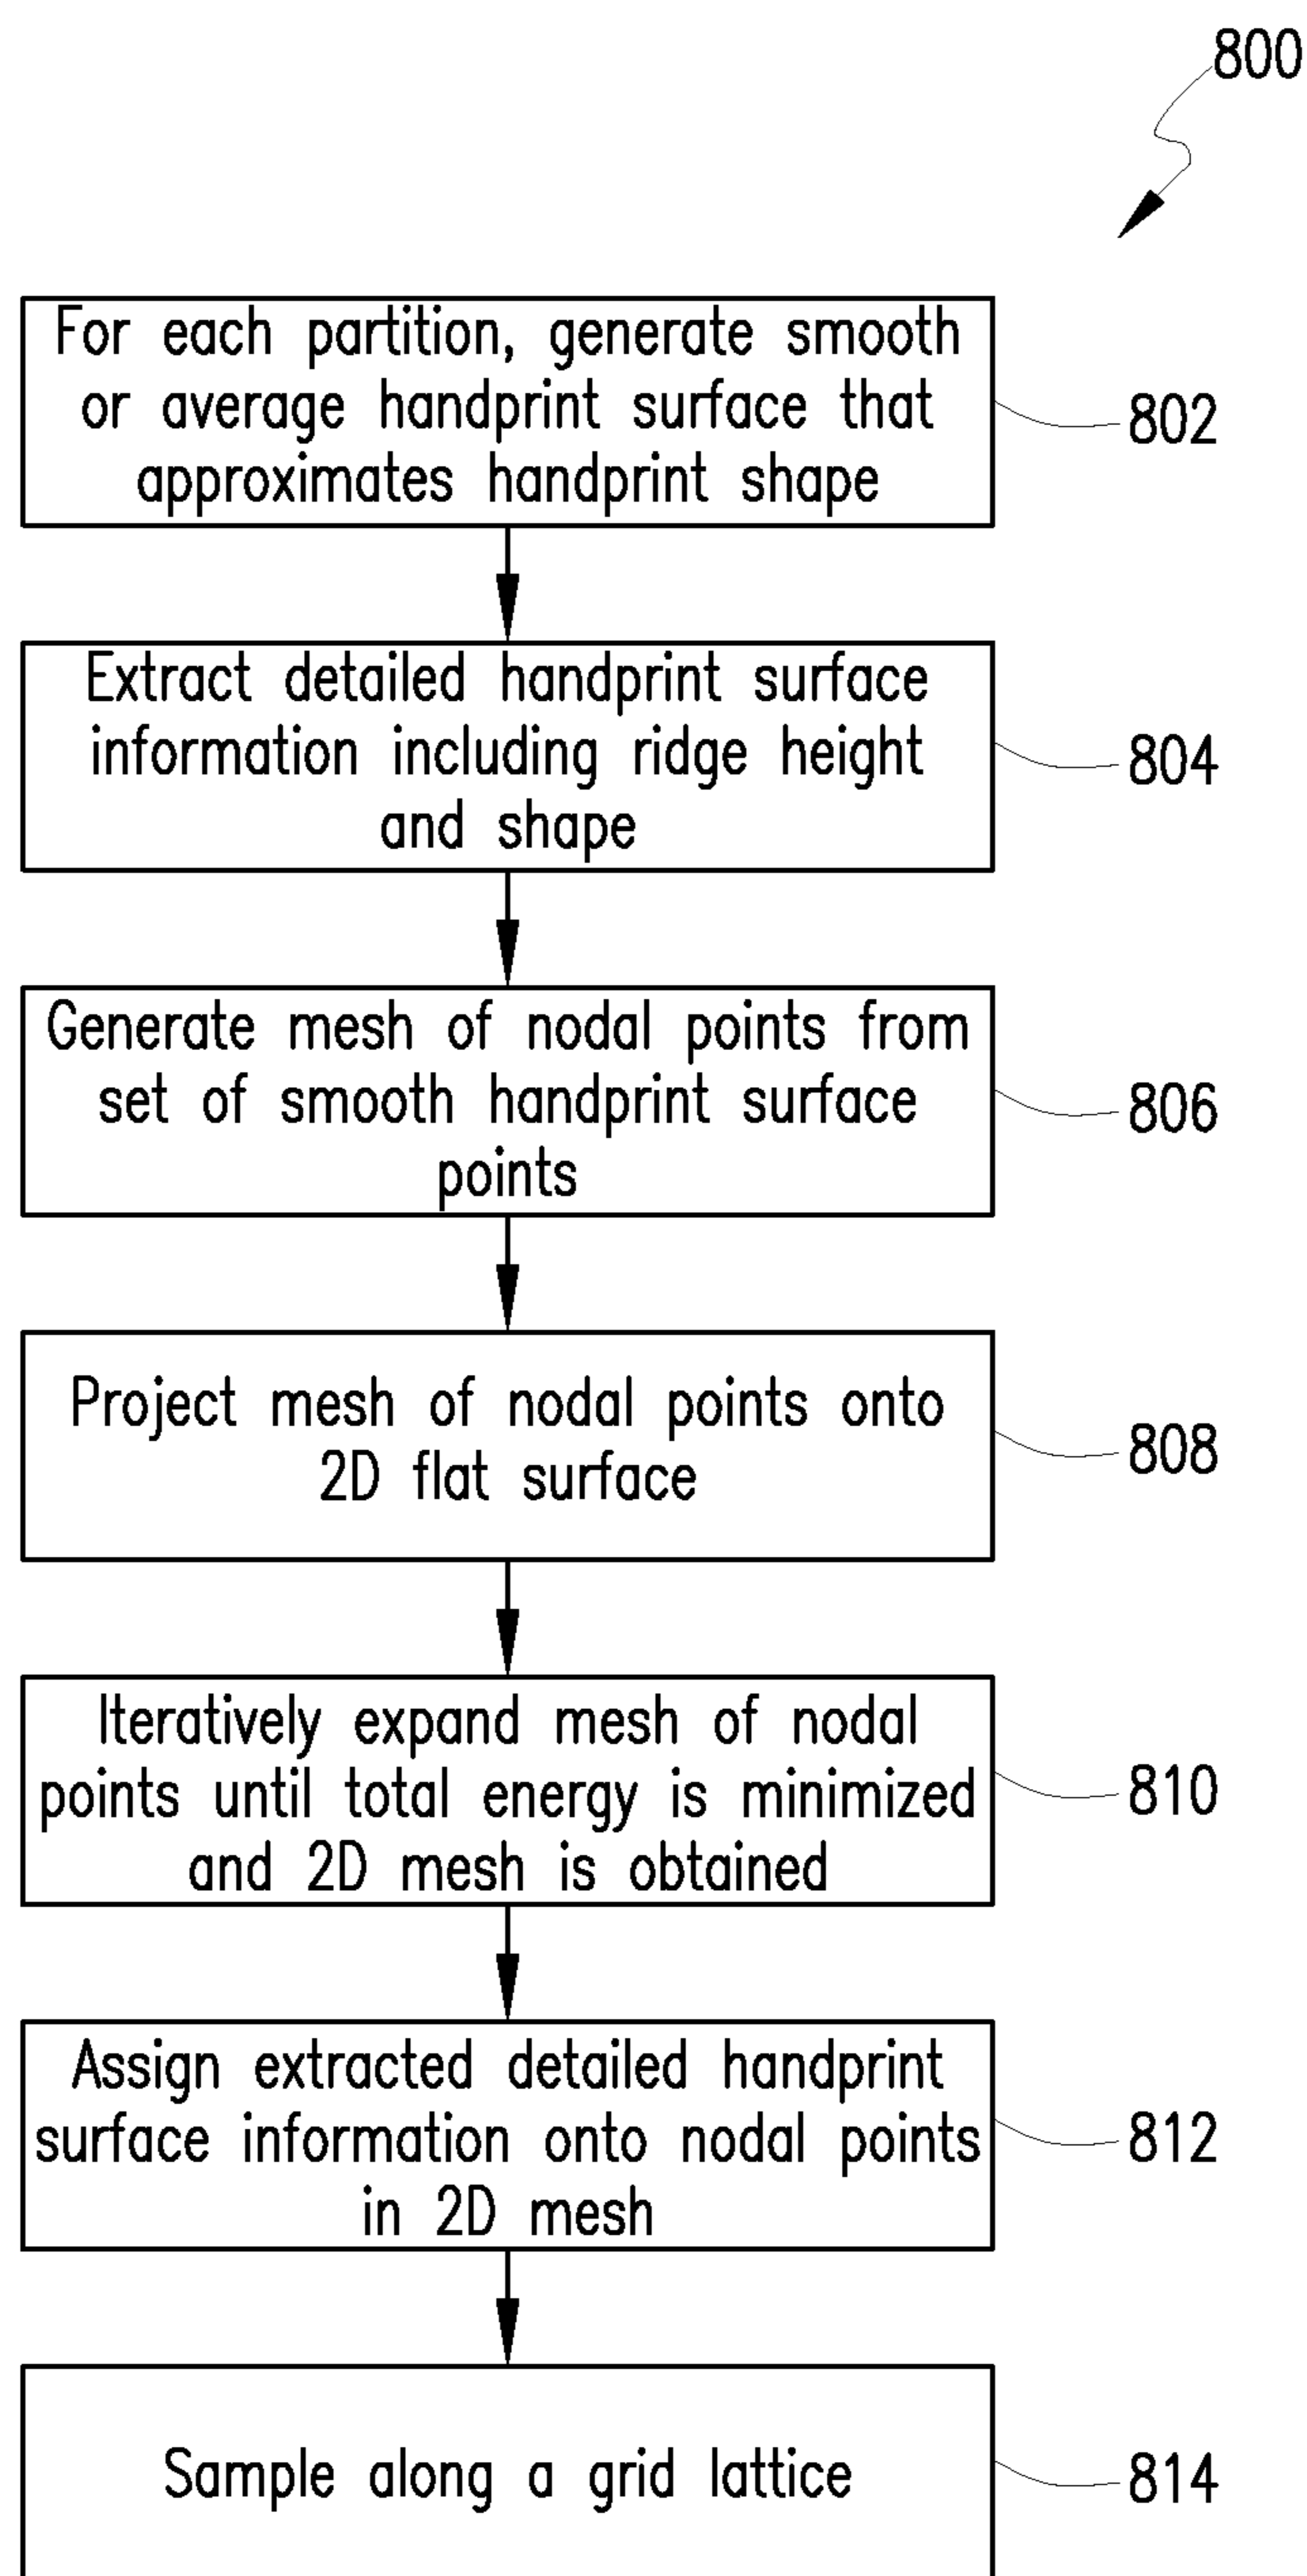 800
For each partition, generate smooth
or average handprint surface that
approximates handprint shape
802
Extract detailed handprint surface
information including ridge height
and shape
804
Generate mesh of nodal points from
set of smooth handprint surface
points
806
Project mesh of nodal points onto
2D flat surface
808
Iteratively expand mesh of nodal
points until total energy is minimized
and 2D mesh is obtained
810
Assign extracted detailed handprint
surface information onto nodal points
in 2D mesh
812
Sample along a grid lattice
814